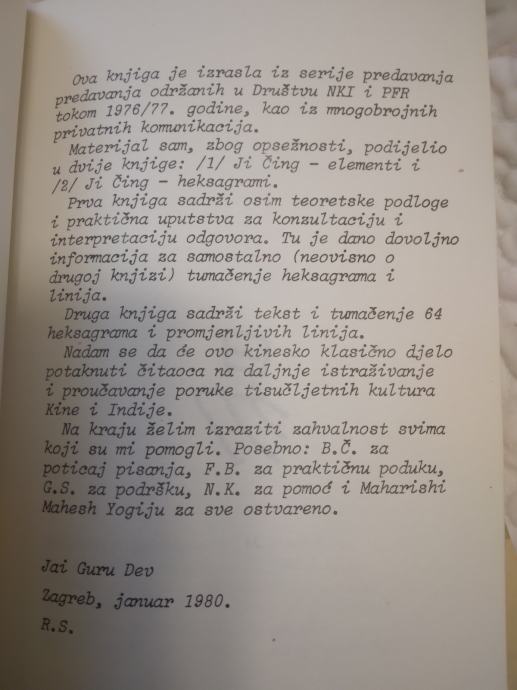 Ova knjiga je izrasla iz serije predavanja
predavanja održanih u Društvu NKI i PFR
tokom 1976/77. godine, kao iz mnogobrojnih
privatnih komunikacija.
Materijal sam, zbog opsežnosti, podijelio
u dvije knjige: /1/ Ji Čing - elementi i
/2/ Ji Čing - heksagrami.
Prva knjiga sadrži osim teoretske podloge
i praktična uputstva za konzultaciju i
interpretaciju odgovora. Tu je dano dovoljno
informacija za samostalno (neovisno o
drugoj knjizi) tumačenje heksagrama i
linija.
Druga knjiga sadrži tekst i tumačenje 64
heksagrama i promjenljivih linija.
Nadam se da će ovo kinesko klasično djelo
potaknuti čitaoca na daljnje istraživanje
i proučavanje poruke tisučljetnih kultura
Kine i Indije.
Na kraju želim izraziti zahvalnost svima
koji su mi pomogli. Posebno: B.Č. za
poticaj pisanja, F.B. za praktičnu poduku,
G.S. za podršku, N.K. za pomoć i Maharishi
Mahesh Yogiju za sve ostvareno.
Jai Guru Dev
Zagreb, januar 1980.
R.S.